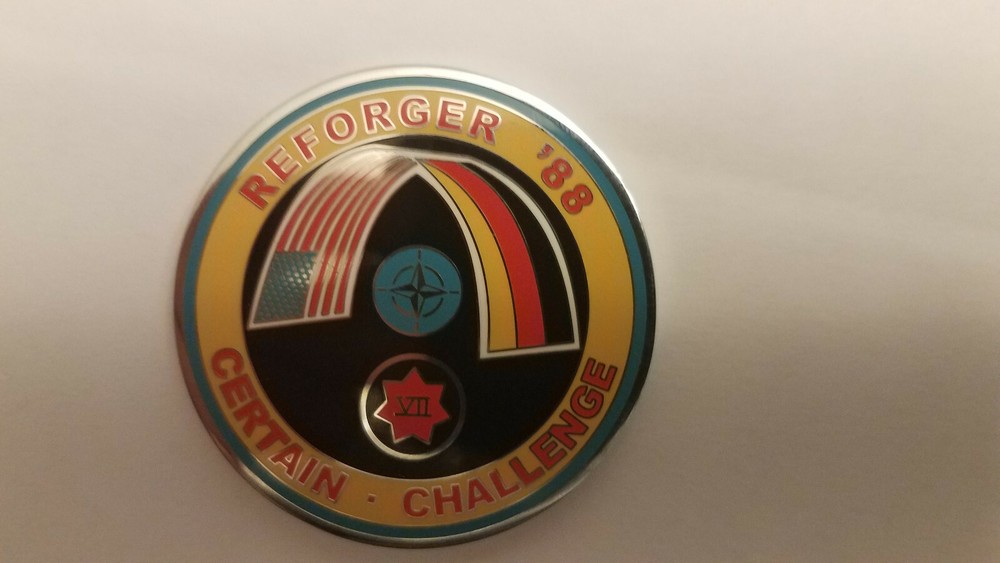 REFORGER '88
VII
CERTAIN · CHALLENGE